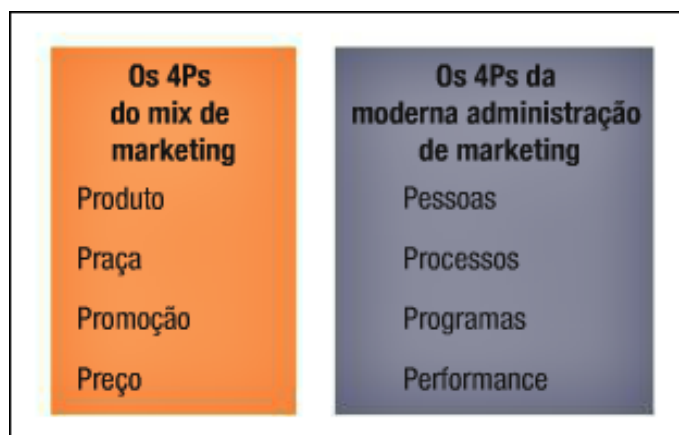 Os 4Ps
do mix de
marketing
Produto
Praça
Promoção
Preço
Os 4Ps da
moderna administração
de marketing
Pessoas
Processos
Programas
Performance